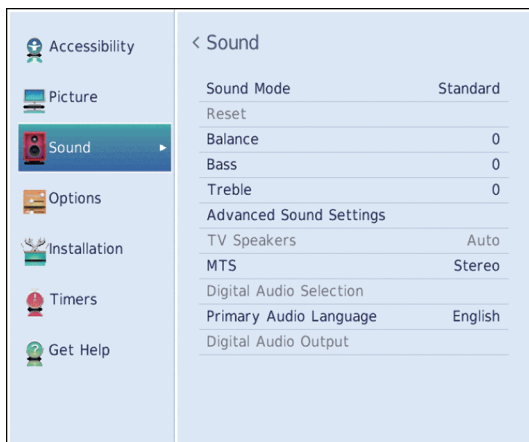 Accessibility
Picture
Sound
Options
Installation
Timers
Get Help
< Sound
Sound Mode Standard
Reset
Balance 0
Bass 0
Treble 0
Advanced Sound Settings
TV Speakers Auto
MTS Stereo
Digital Audio Selection
Primary Audio Language English
Digital Audio Output